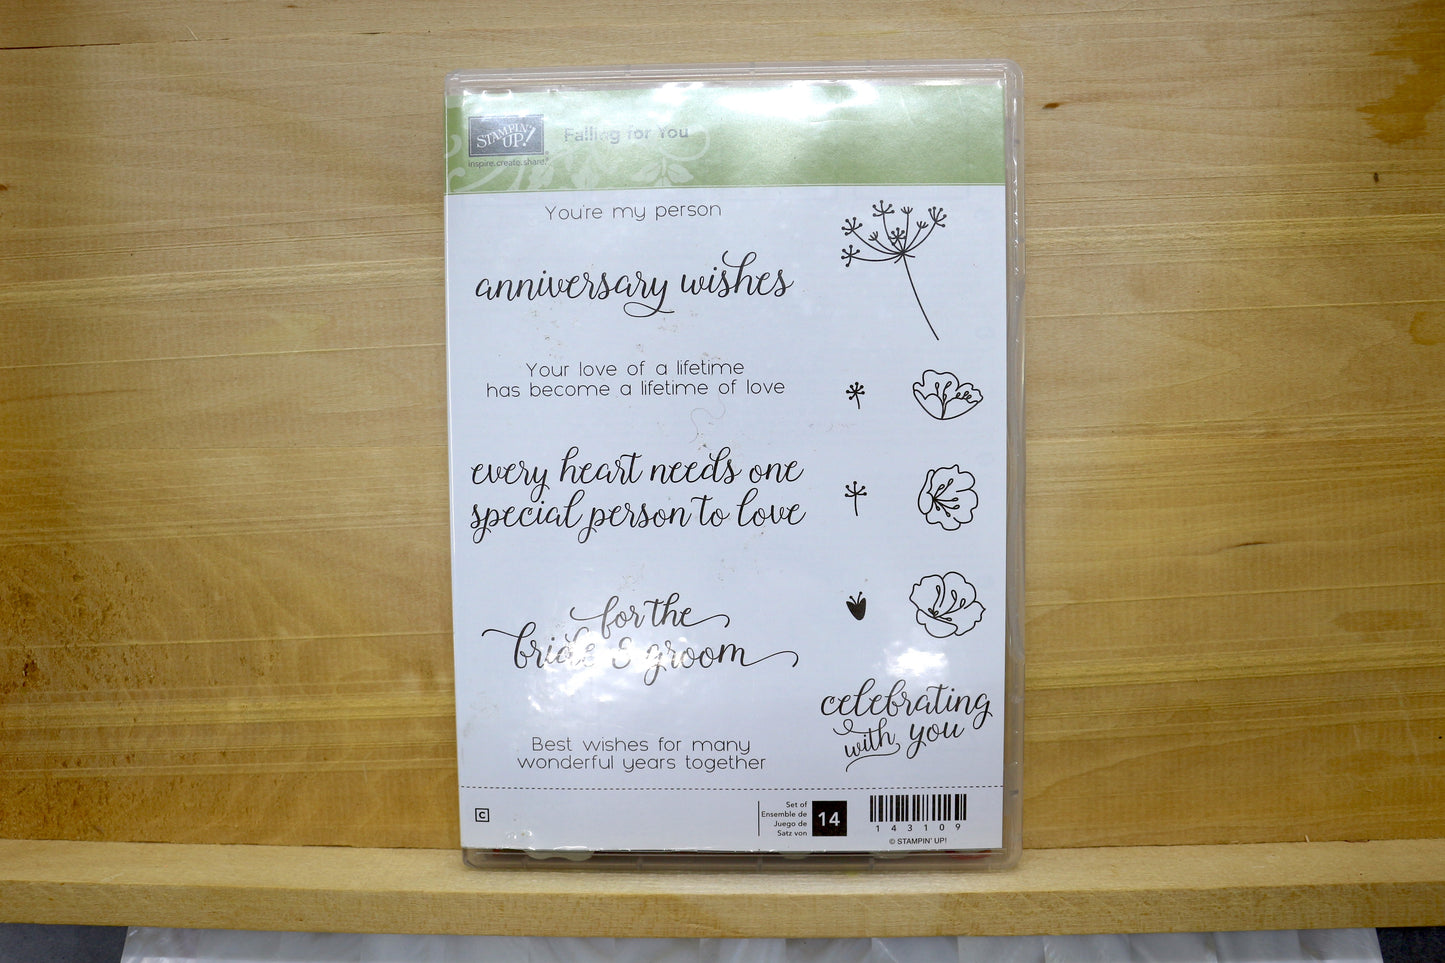 STAMPIN' UP!
inspire.create.share.
Falling for You
You're my person
anniversary wishes
Your love of a lifetime
has become a lifetime of love
every heart needs one
special person to love
for the
bride & groom
Best wishes for many
wonderful years together
celebrating
with you
C
Set of
Ensemble de
Juego de
Satz von
14
143109
© STAMPIN' UP!